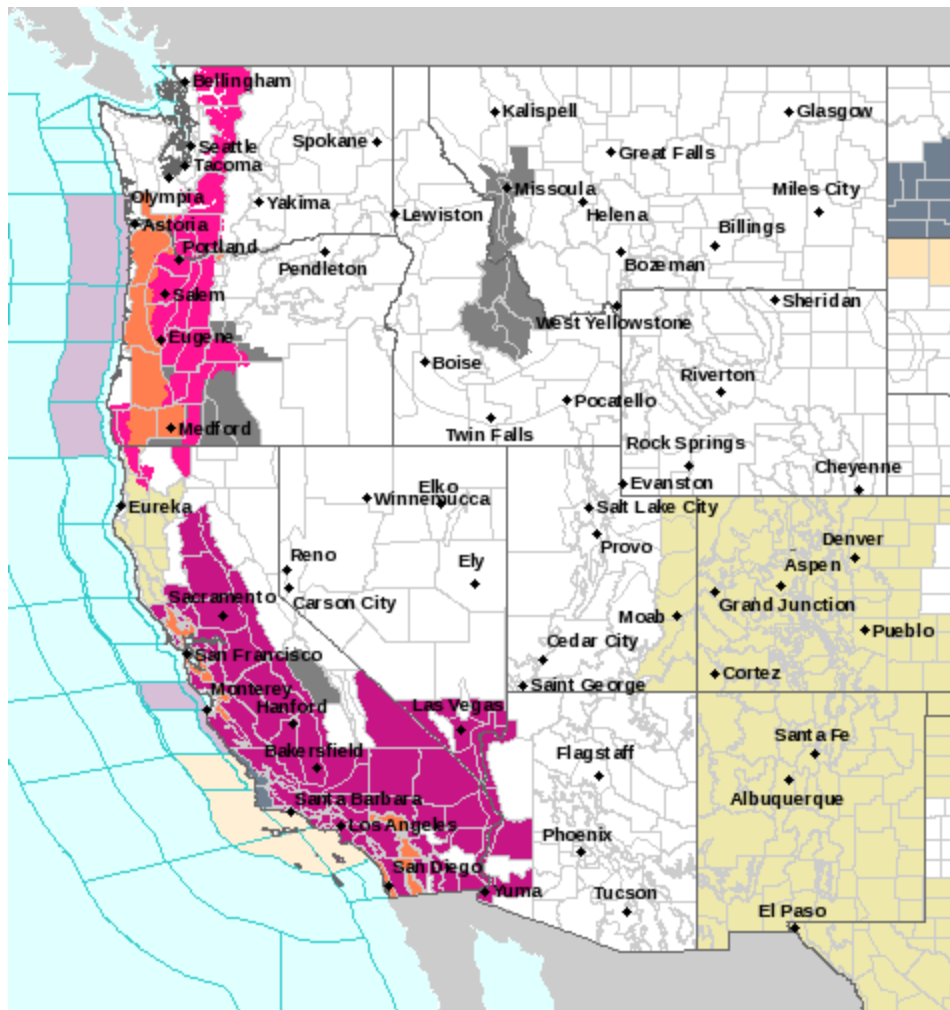 Bellingham
Kalispell
Glasgow
Seattle
Spokane
Great Falls
Tacoma
Missoula
Miles City
Olympia
Yakima
Lewiston
Helena
Astoria
Billings
Portland
Pendleton
Bozeman
Salem
Sheridan
West Yellowstone
Eugene
Boise
Riverton
Pocatello
Medford
Twin Falls
Rock Springs
Cheyenne
Elko
Evanston
Eureka
Winnemucca
Salt Lake City
Denver
Provo
Reno
Ely
Aspen
Sacramento
Carson City
Grand Junction
Moab
Pueblo
Cedar City
San Francisco
Cortez
Saint George
Monterey
Hanford
Las Vegas
Santa Fe
Bakersfield
Flagstaff
Santa Barbara
Albuquerque
Los Angeles
Phoenix
San Diego
Yuma
Tucson
El Paso